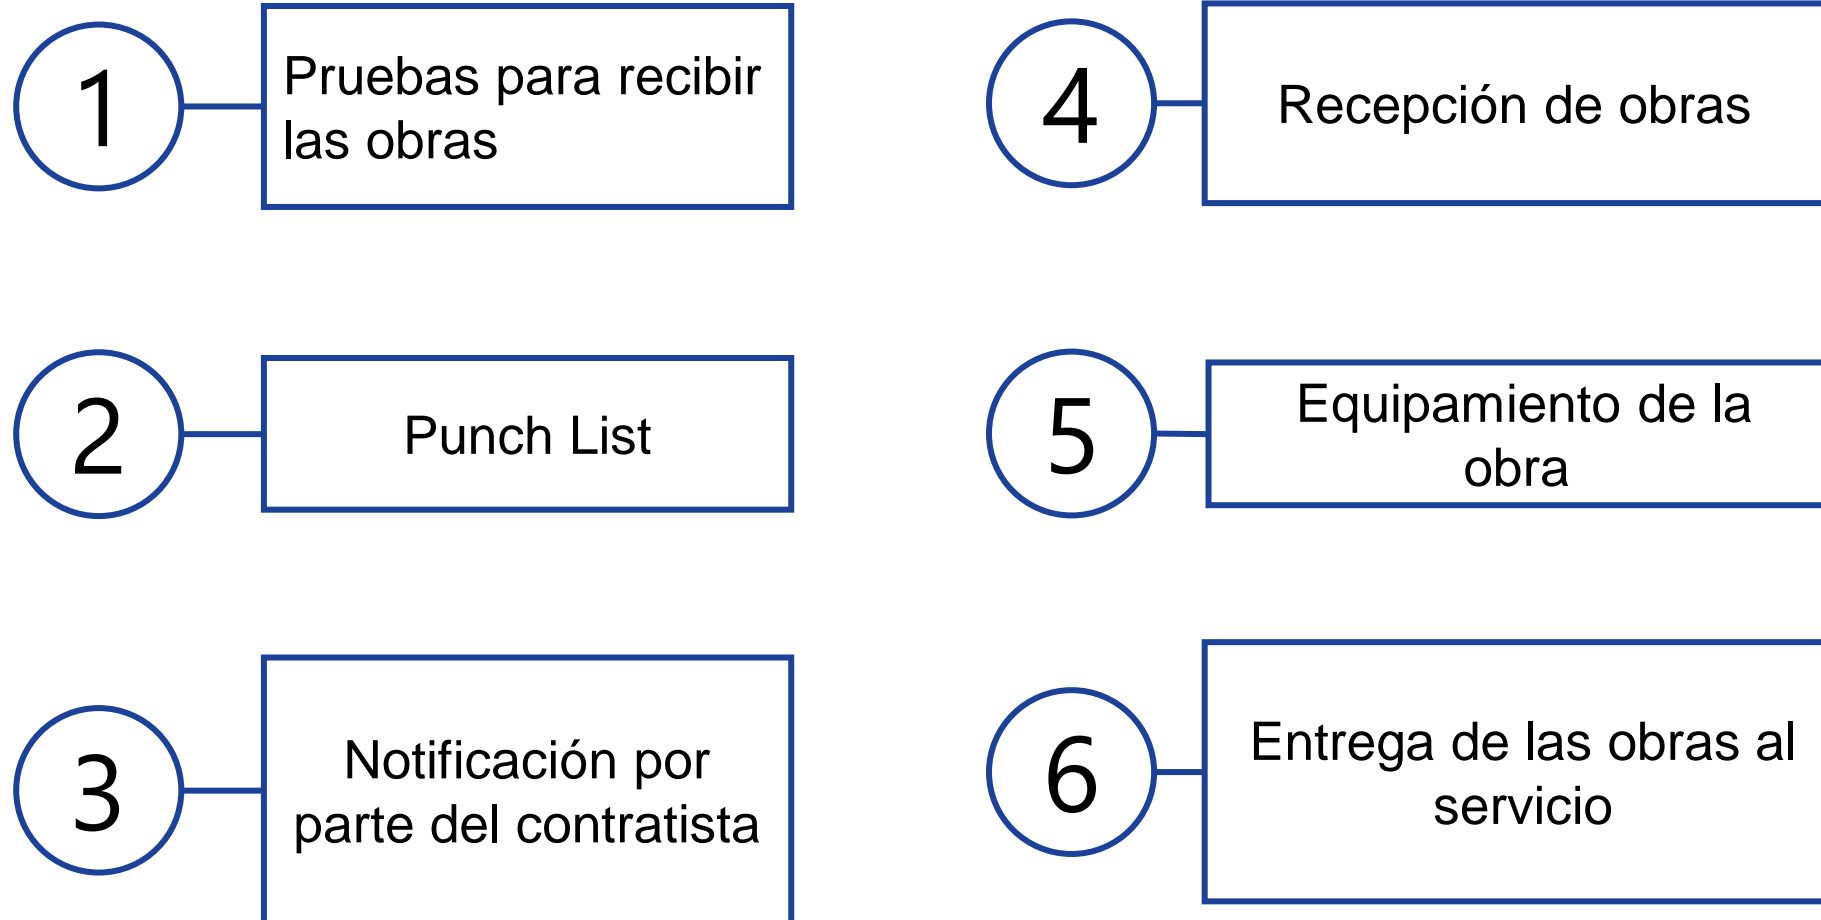 1
Pruebas para recibir
las obras
2
Punch List
3
Notificación por
parte del contratista
4
Recepción de obras
5
Equipamiento de la
obra
6
Entrega de las obras al
servicio